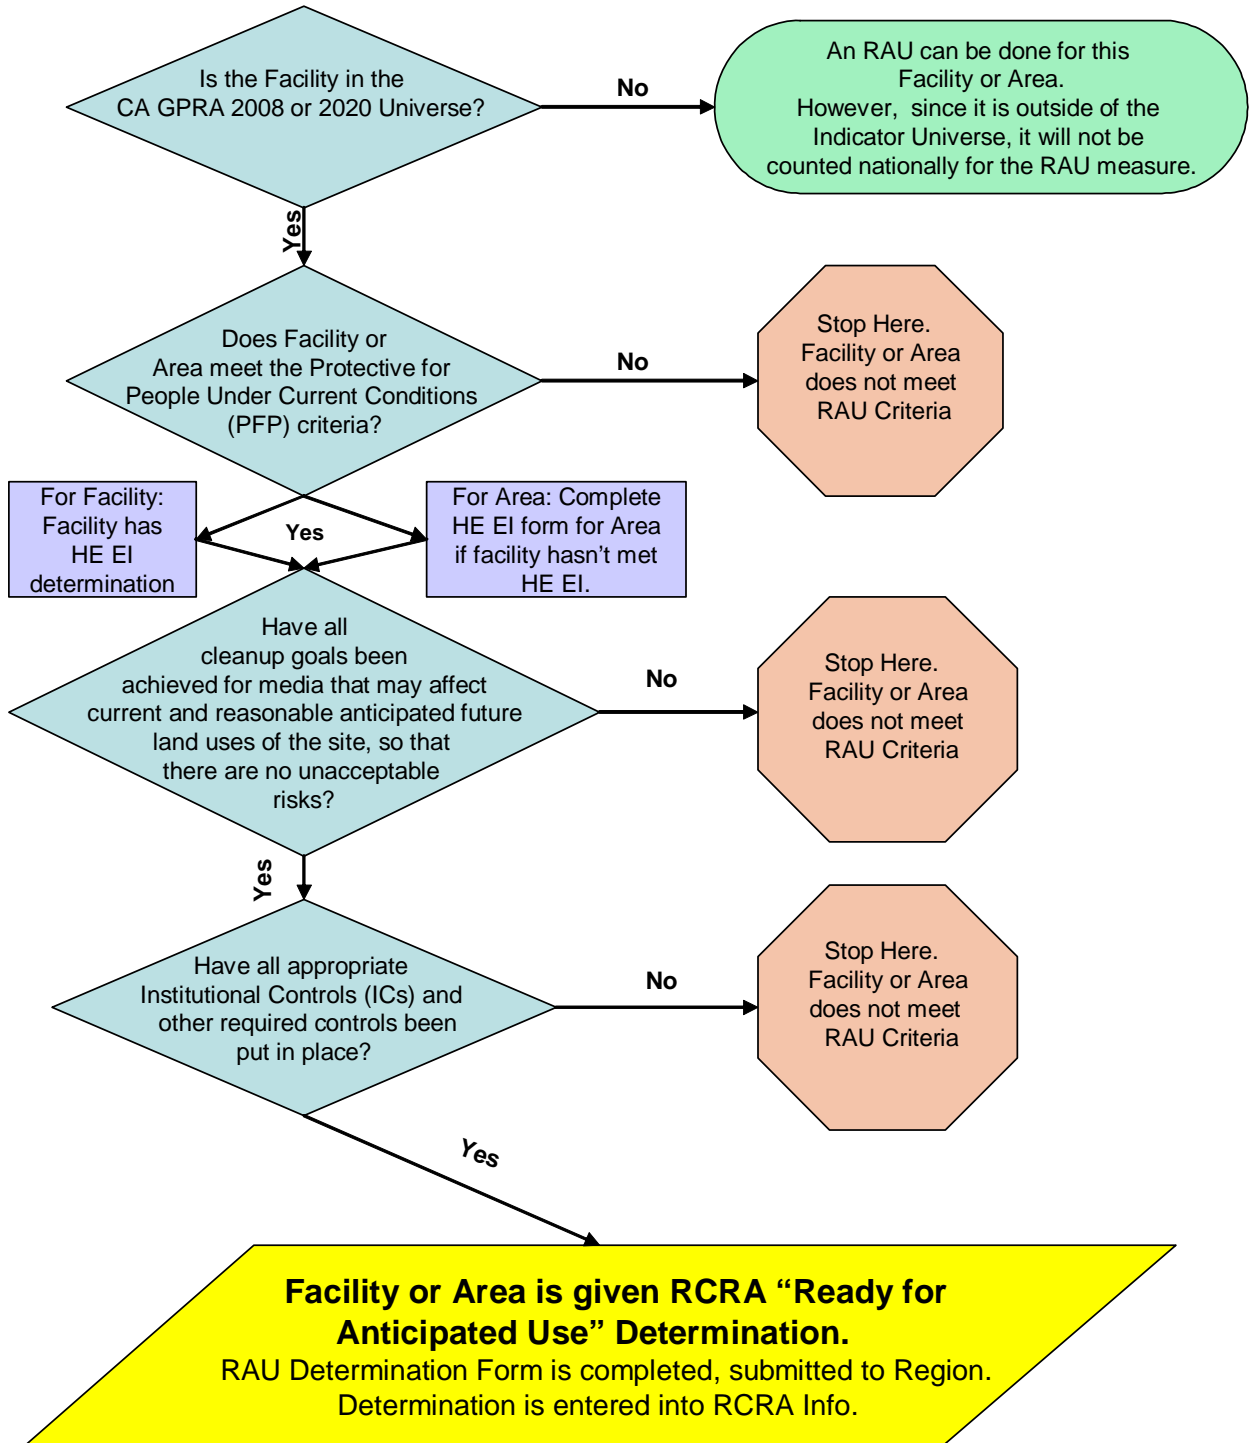 Is the Facility in the
CA GPRA 2008 or 2020 Universe?
No
An RAU can be done for this
Facility or Area.
However, since it is outside of the
Indicator Universe, it will not be
counted nationally for the RAU measure.
Yes
Does Facility or
Area meet the Protective for
People Under Current Conditions
(PFP) criteria?
No
Stop Here.
Facility or Area
does not meet
RAU Criteria
For Facility:
Facility has
HE EI
determination
Yes
For Area: Complete
HE EI form for Area
if facility hasn’t met
HE EI.
Have all
cleanup goals been
achieved for media that may affect
current and reasonable anticipated future
land uses of the site, so that
there are no unacceptable
risks?
No
Stop Here.
Facility or Area
does not meet
RAU Criteria
Yes
Have all appropriate
Institutional Controls (ICs) and
other required controls been
put in place?
No
Stop Here.
Facility or Area
does not meet
RAU Criteria
Yes
Facility or Area is given RCRA “Ready for
Anticipated Use” Determination.
RAU Determination Form is completed, submitted to Region.
Determination is entered into RCRA Info.